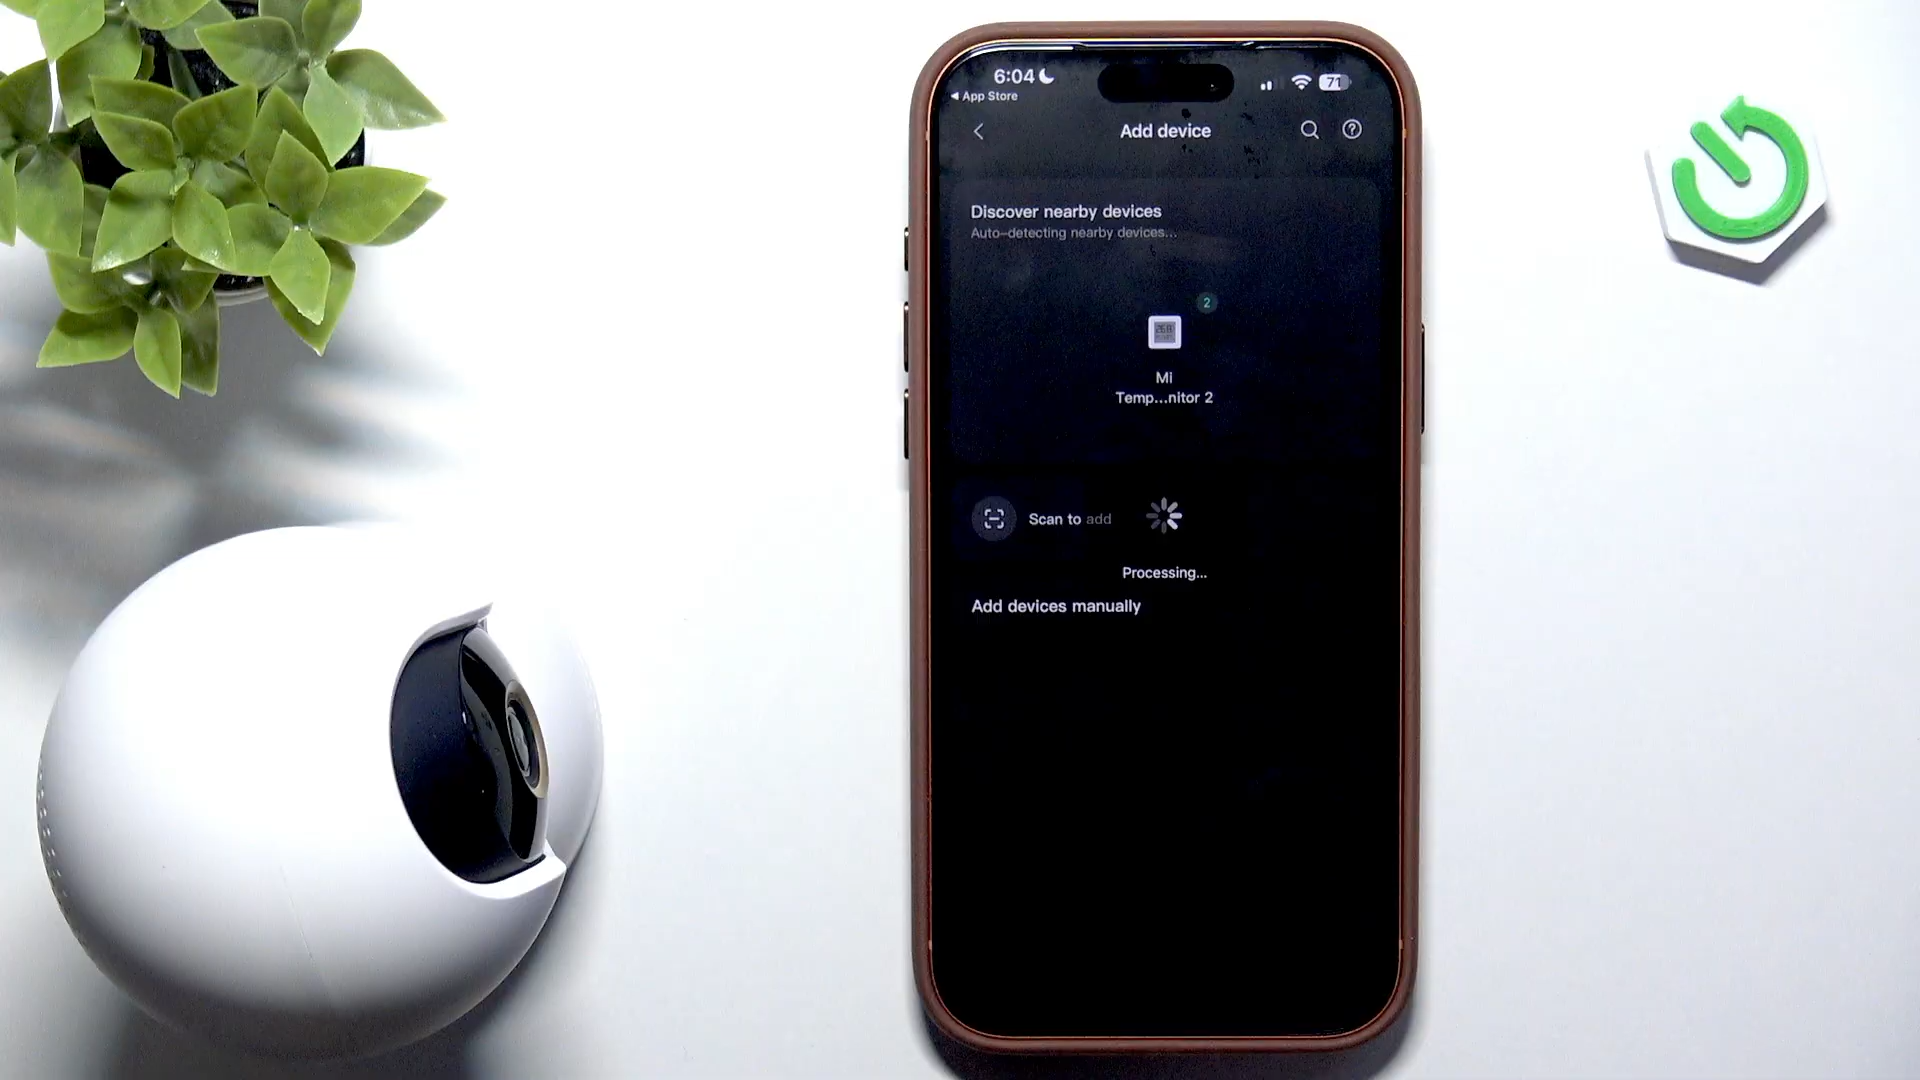 6:04
71
◀ App Store
Add device
Discover nearby devices
Auto-detecting nearby devices...
2
Mi
Temp...nitor 2
Scan to add
Processing...
Add devices manually